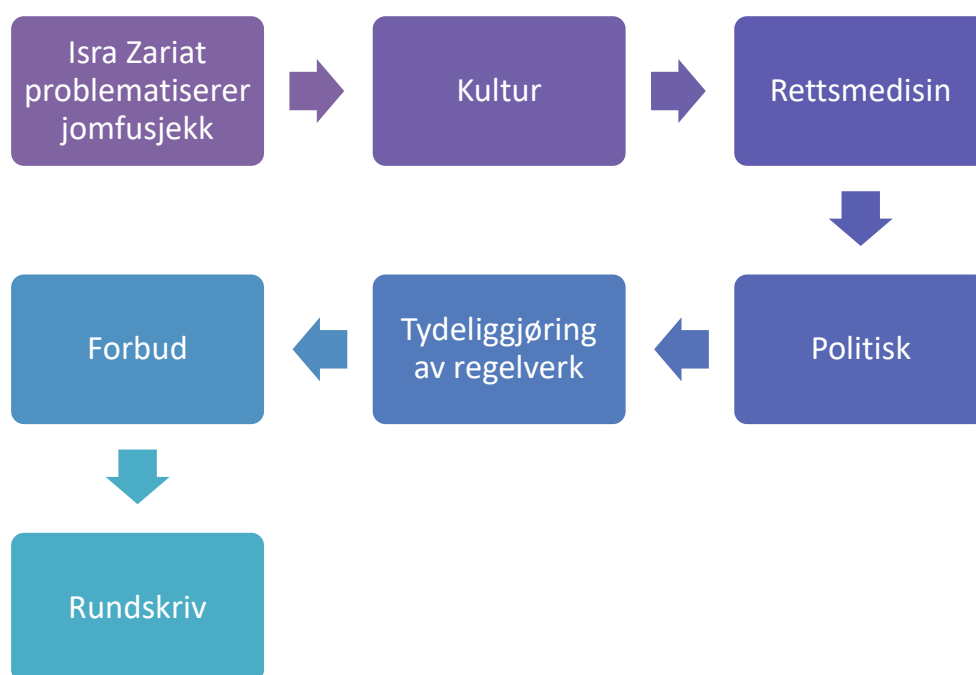 Isra Zariat
problematiserer
jomfusjekk
Kultur
Rettsmedisin
Politisk
Tydeliggjøring
av regelverk
Forbud
Rundskriv